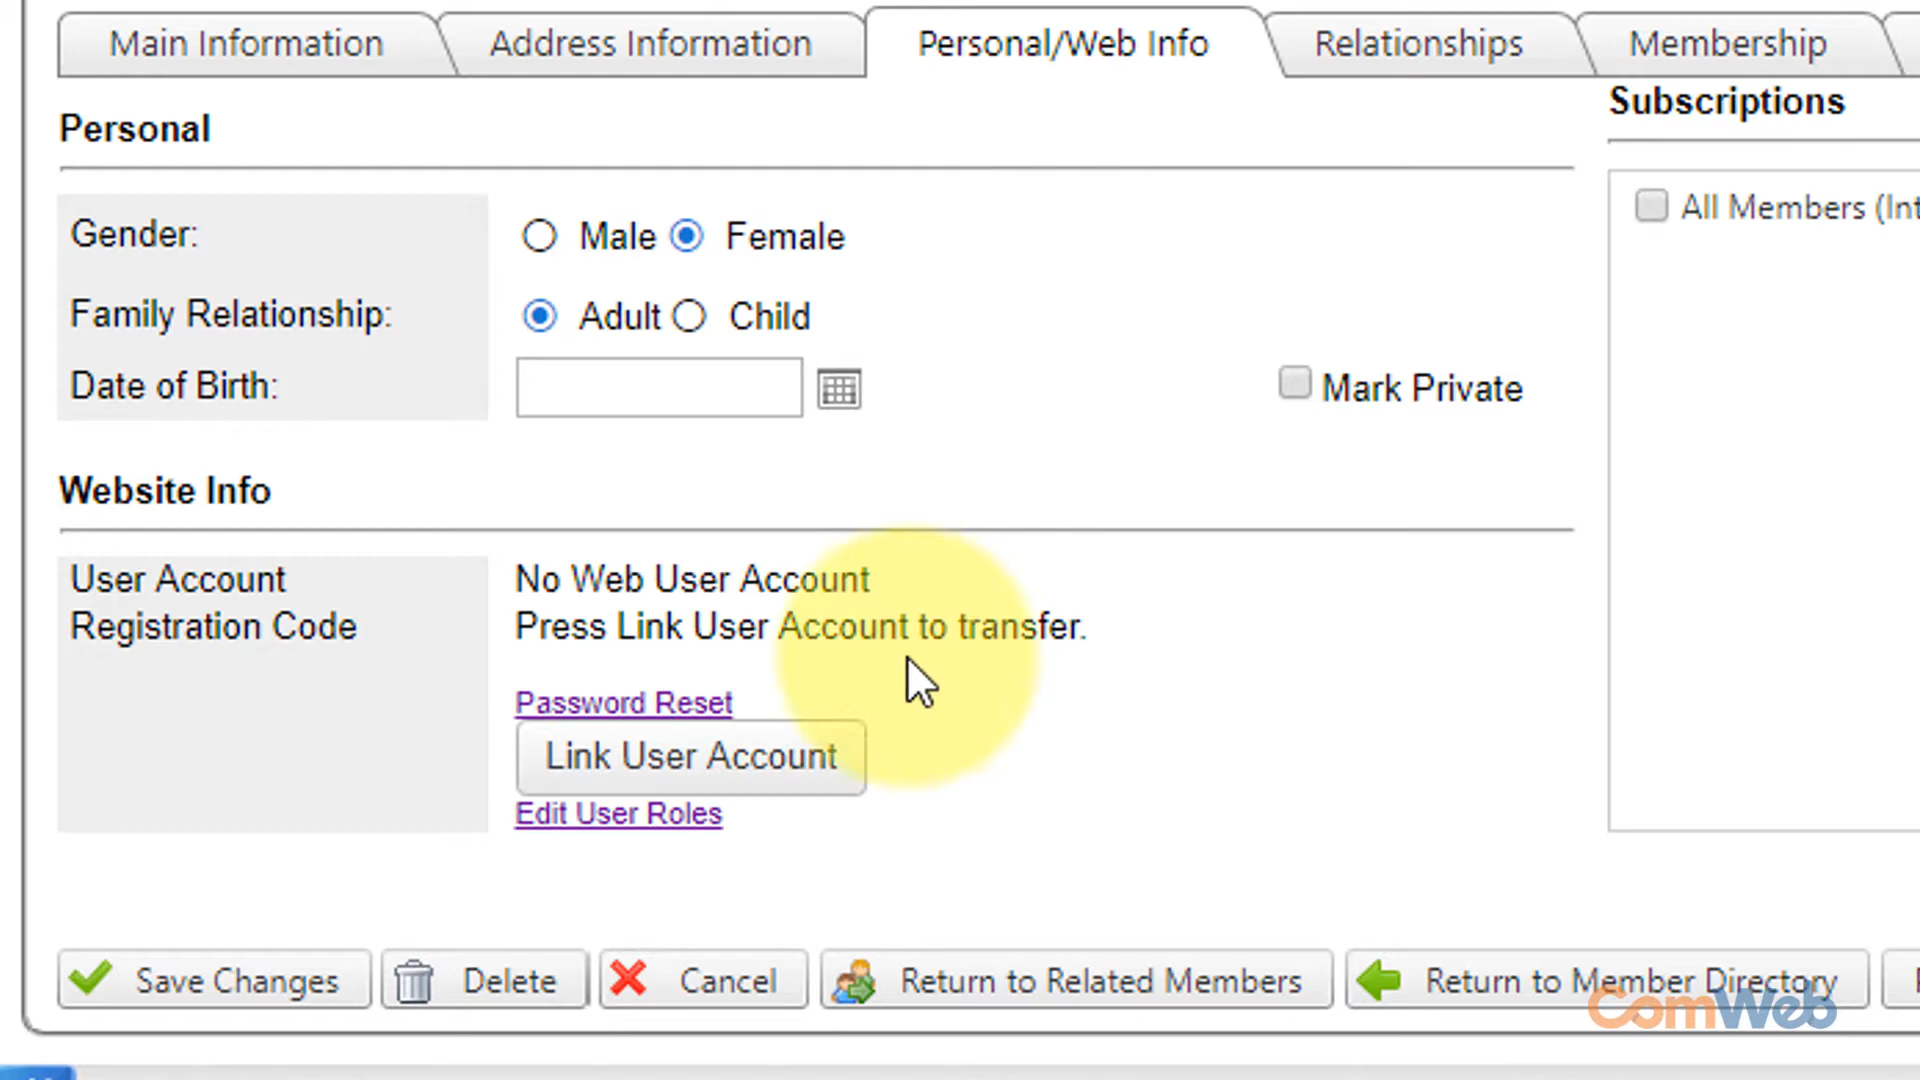 Main Information
Address Information
Personal/Web Info
Relationships
Membership
Personal
Subscriptions
Gender:
Male
Female
All Members (Int
Family Relationship:
Adult
Child
Date of Birth:
Mark Private
Website Info
User Account
No Web User Account
Registration Code
Press Link User Account to transfer.
Password Reset
Link User Account
Edit User Roles
Save Changes
Delete
Cancel
Return to Related Members
Return to Member Directory
ComWeb